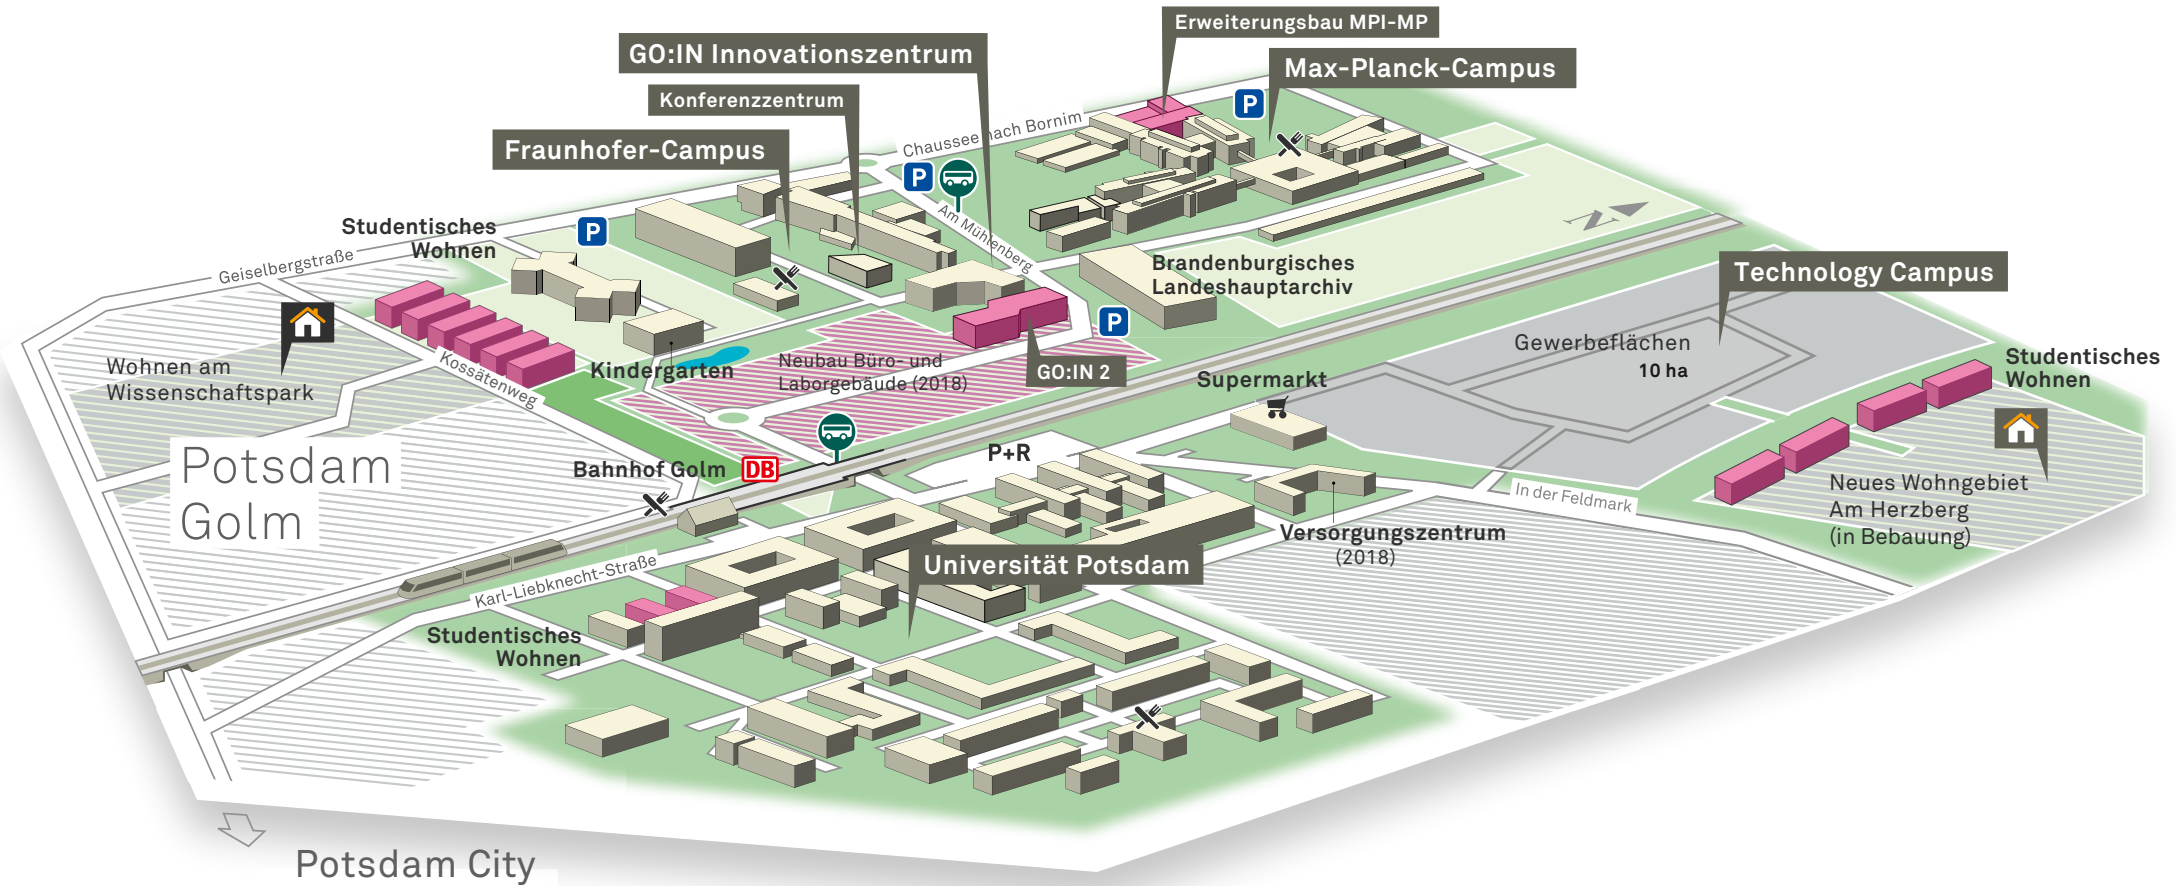 Erweiterungsbau MPI-MP
GO:IN Innovationszentrum
Max-Planck-Campus
Konferenzzentrum
P
Chaussee nach Bornim
Fraunhofer-Campus
P
Am Mühlenberg
Studentisches
Wohnen
P
N
Geiselbergstraße
Brandenburgisches
Landeshauptarchiv
Technology Campus
P
Gewerbeflächen
10 ha
Wohnen am
Wissenschaftspark
Kossätenweg
Kindergarten
Neubau Büro- und
Laborgebäude (2018)
GO:IN 2
Supermarkt
Studentisches
Wohnen
Potsdam
Golm
Bahnhof Golm
DB
P+R
In der Feldmark
Neues Wohngebiet
Am Herzberg
(in Bebauung)
Versorgungszentrum
(2018)
Universität Potsdam
Karl-Liebknecht-Straße
Studentisches
Wohnen
Potsdam City